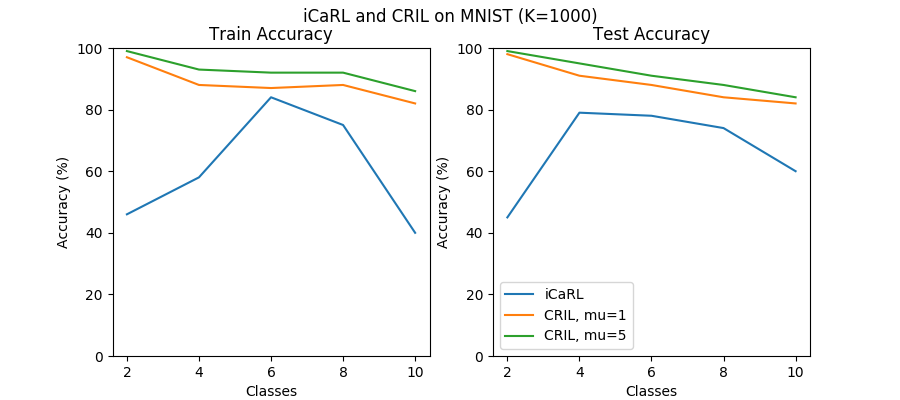 iCaRL and CRIL on MNIST (K=1000)
Train Accuracy
100
80
60
40
20
0
Accuracy (%)
2 4 6 8 10
Classes
Test Accuracy
100
80
60
40
20
0
Accuracy (%)
iCaRL
CRIL, mu=1
CRIL, mu=5
2 4 6 8 10
Classes